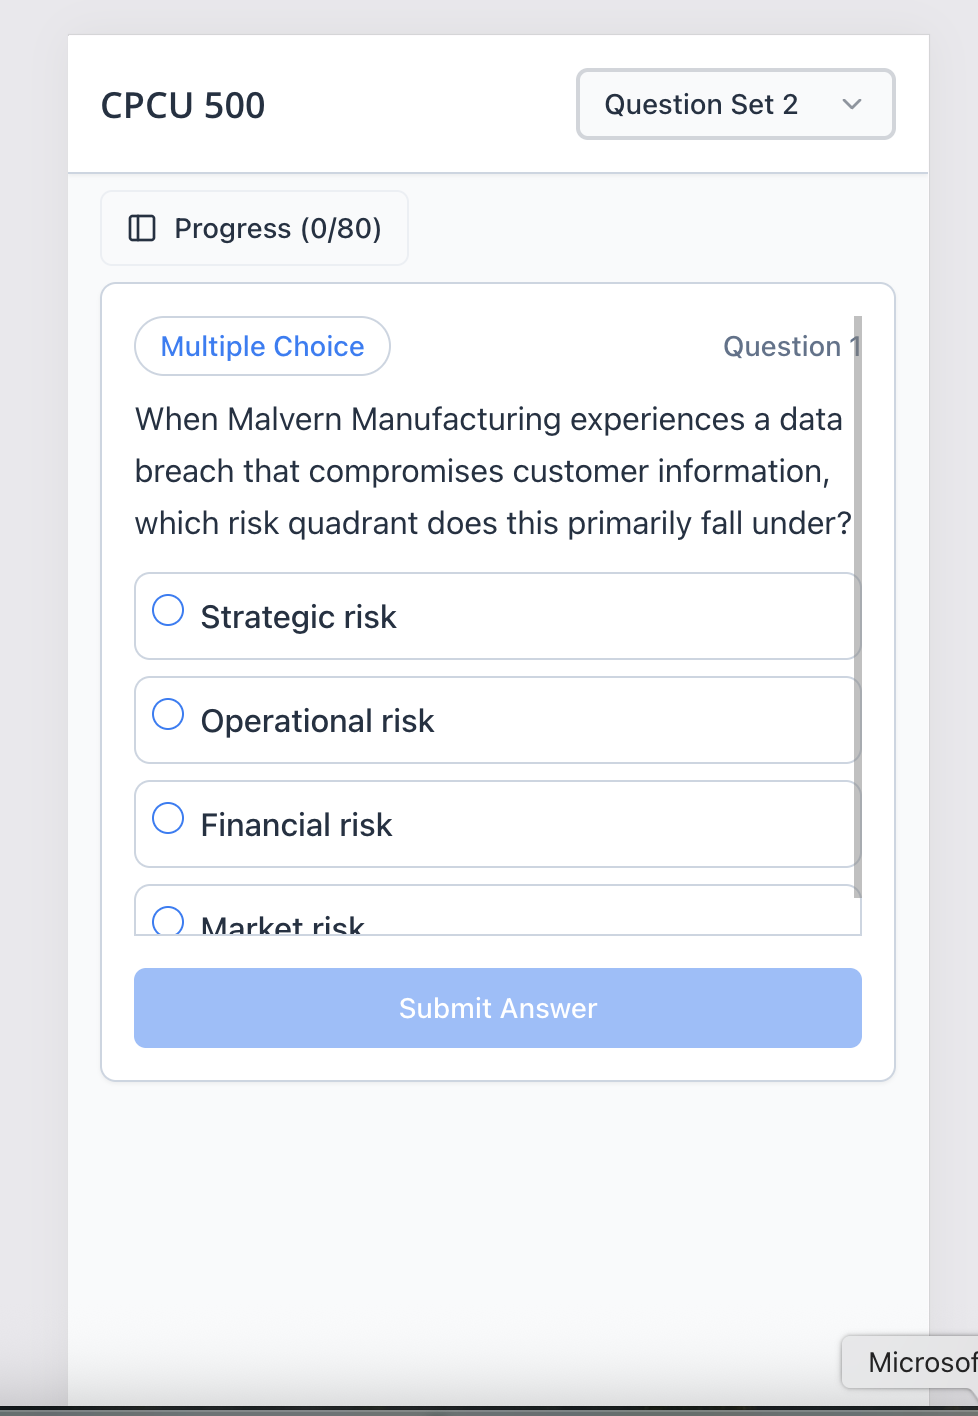 CPCU 500
Question Set 2
Progress (0/80)
Multiple Choice
Question 1
When Malvern Manufacturing experiences a data
breach that compromises customer information,
which risk quadrant does this primarily fall under?
Strategic risk
Operational risk
Financial risk
Market risk
Submit Answer
Microsof